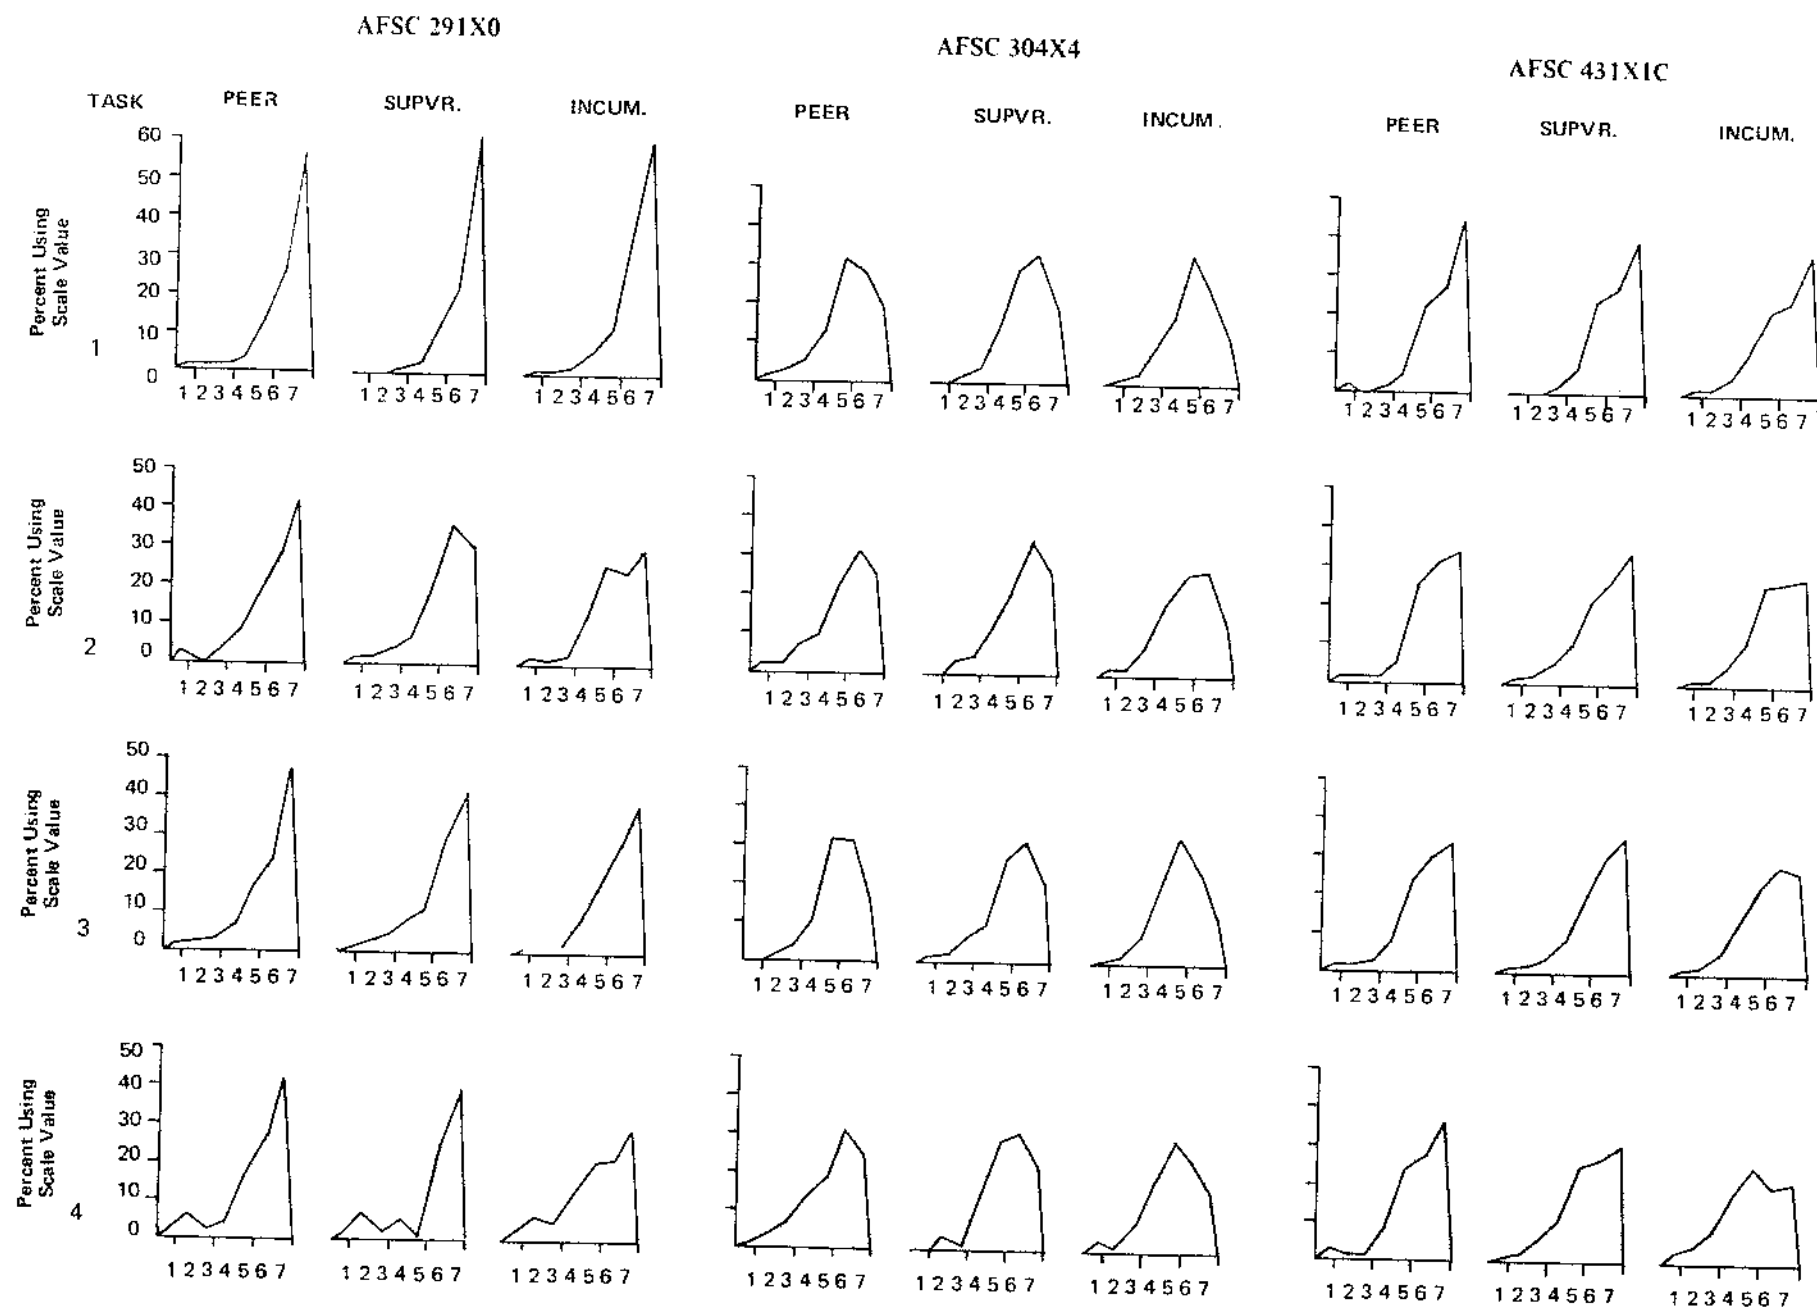 AFSC 291X0
AFSC 304X4
AFSC 431X1C
TASK PEER SUPVR. INCUM.
PEER SUPVR. INCUM.
PEER SUPVR. INCUM.
Percent Using
Scale Value
1
60
50
40
30
20
10
0
1 2 3 4 5 6 7
1 2 3 4 5 6 7
1 2 3 4 5 6 7
1 2 3 4 5 6 7
1 2 3 4 5 6 7
1 2 3 4 5 6 7
1 2 3 4 5 6 7
1 2 3 4 5 6 7
1 2 3 4 5 6 7
Percent Using
Scale Value
2
50
40
30
20
10
0
1 2 3 4 5 6 7
1 2 3 4 5 6 7
1 2 3 4 5 6 7
1 2 3 4 5 6 7
1 2 3 4 5 6 7
1 2 3 4 5 6 7
1 2 3 4 5 6 7
1 2 3 4 5 6 7
1 2 3 4 5 6 7
Percent Using
Scale Value
3
50
40
30
20
10
0
1 2 3 4 5 6 7
1 2 3 4 5 6 7
1 2 3 4 5 6 7
1 2 3 4 5 6 7
1 2 3 4 5 6 7
1 2 3 4 5 6 7
1 2 3 4 5 6 7
1 2 3 4 5 6 7
1 2 3 4 5 6 7
Percent Using
Scale Value
4
50
40
30
20
10
0
1 2 3 4 5 6 7
1 2 3 4 5 6 7
1 2 3 4 5 6 7
1 2 3 4 5 6 7
1 2 3 4 5 6 7
1 2 3 4 5 6 7
1 2 3 4 5 6 7
1 2 3 4 5 6 7
1 2 3 4 5 6 7